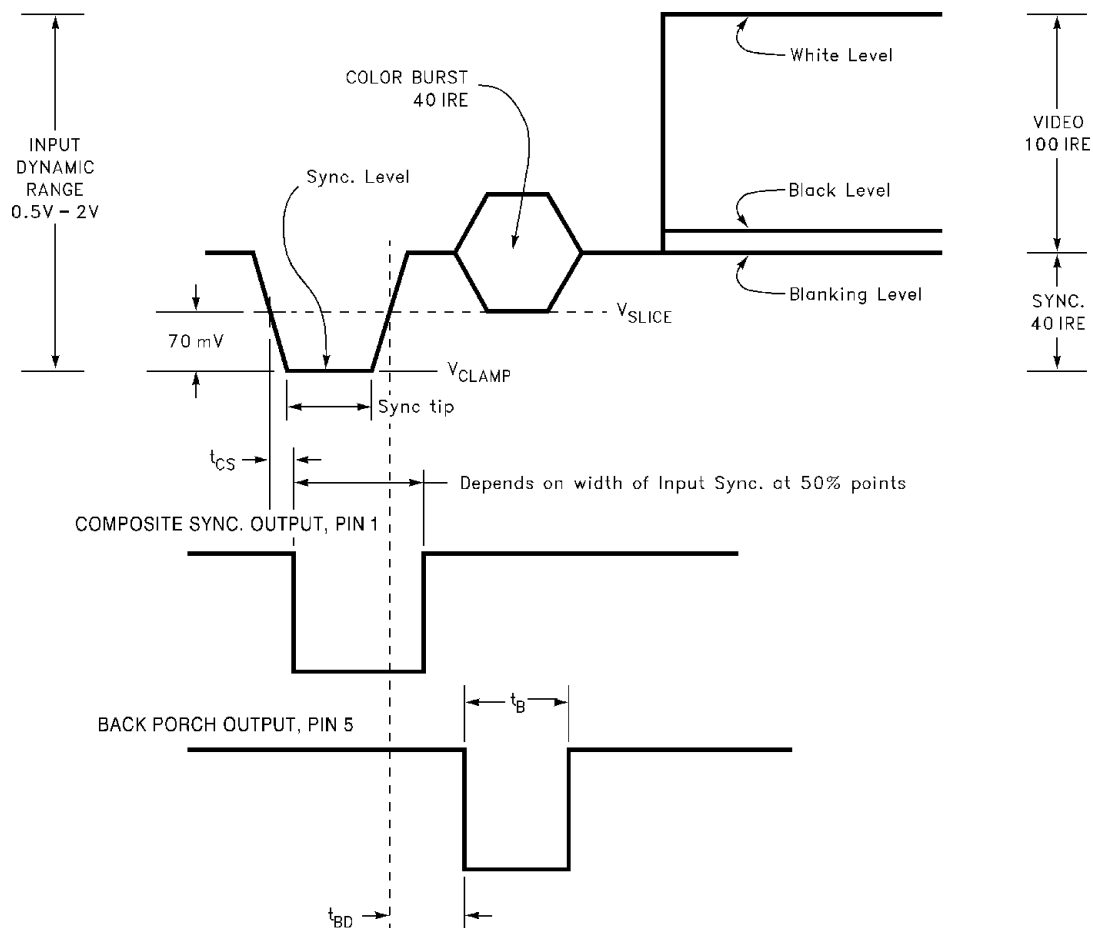 White Level
COLOR BURST
40 IRE
INPUT
DYNAMIC
RANGE
0.5V – 2V
VIDEO
100 IRE
Sync. Level
Black Level
Blanking Level
VSLICE
SYNC.
40 IRE
70 mV
VCLAMP
Sync tip
tCS
Depends on width of Input Sync. at 50% points
COMPOSITE SYNC. OUTPUT, PIN 1
tB
BACK PORCH OUTPUT, PIN 5
tBD